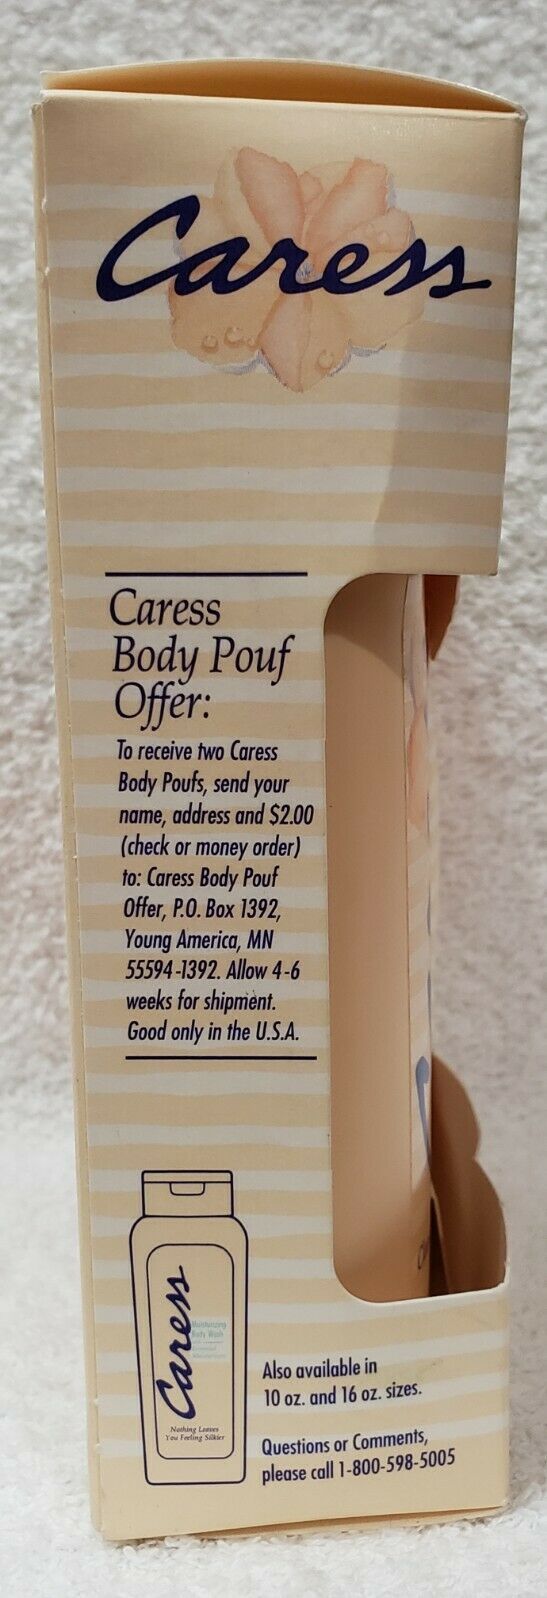 Caress
Caress
Body Pouf
Offer:
To receive two Caress
Body Poufs, send your
name, address and $2.00
(check or money order)
to: Caress Body Pouf
Offer, P.O. Box 1392,
Young America, MN
55594-1392. Allow 4-6
weeks for shipment.
Good only in the U.S.A.
Caress
Moisturizing
Body Wash
Nothing Leaves
You Feeling Silkier
Also available in
10 oz. and 16 oz. sizes.
Questions or Comments,
please call 1-800-598-5005